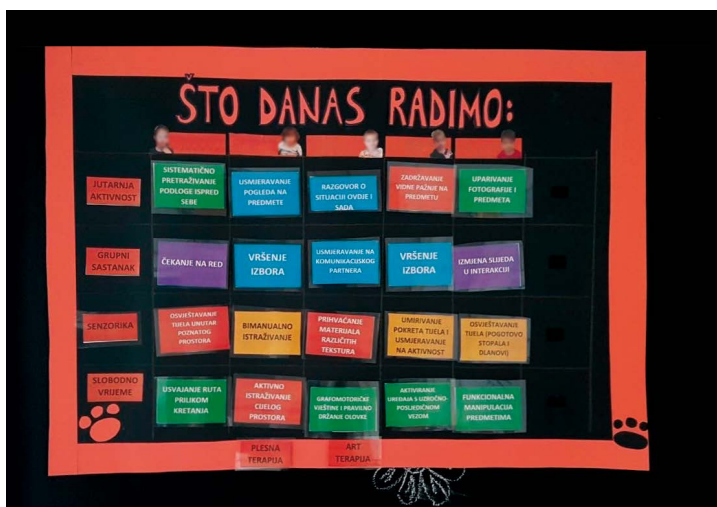 ŠTO DANAS RADIMO:
JUTARNJA
AKTIVNOST
SISTEMATIČNO
PRETRAŽIVANJE
PODLOGE ISPRED
SEBE
USMJERAVANJE
POGLEDA NA
PREDMETE
RAZGOVOR O
SITUACIJI OVDJE I
SADA
ZADRŽAVANJE
VIDNE PAŽNJE NA
PREDMETU
UPARIVANJE
FOTOGRAFIJE I
PREDMETA
GRUPNI
SASTANAK
ČEKANJE NA RED
VRŠENJE
IZBORA
USMJERAVANJE NA
KOMUNIKACIJSKOG
PARTNERA
VRŠENJE
IZBORA
IZMJENA SLIJEDA
U INTERAKCIJI
SENZORIKA
OSVJEŠTAVANJE
TIJELA UNUTAR
POZNATOG
PROSTORA
BIMANUALNO
ISTRAŽIVANJE
PRIHVAĆANJE
MATERIJALA
RAZLIČITIH
TEKSTURA
UMIRIVANJE
POKRETA TIJELA I
USMJERAVANJE
NA AKTIVNOST
OSVJEŠTAVANJE
TIJELA (POGOTOVO
STOPALA I
DLANOVI)
SLOBODNO
VRIJEME
USVAJANJE RUTA
PRILIKOM
KRETANJA
AKTIVNO
ISTRAŽIVANJE
CIJELOG
PROSTORA
GRAFOMOTORIČKE
VJEŠTINE I PRAVILNO
DRŽANJE OLOVKE
AKTIVIRANJE
UREĐAJA S UZROČNO-
POSLJEDIČNOM
VEZOM
FUNKCIONALNA
MANIPULACIJA
PREDMETIMA
PLESNA
TERAPIJA
ART
TERAPIJA